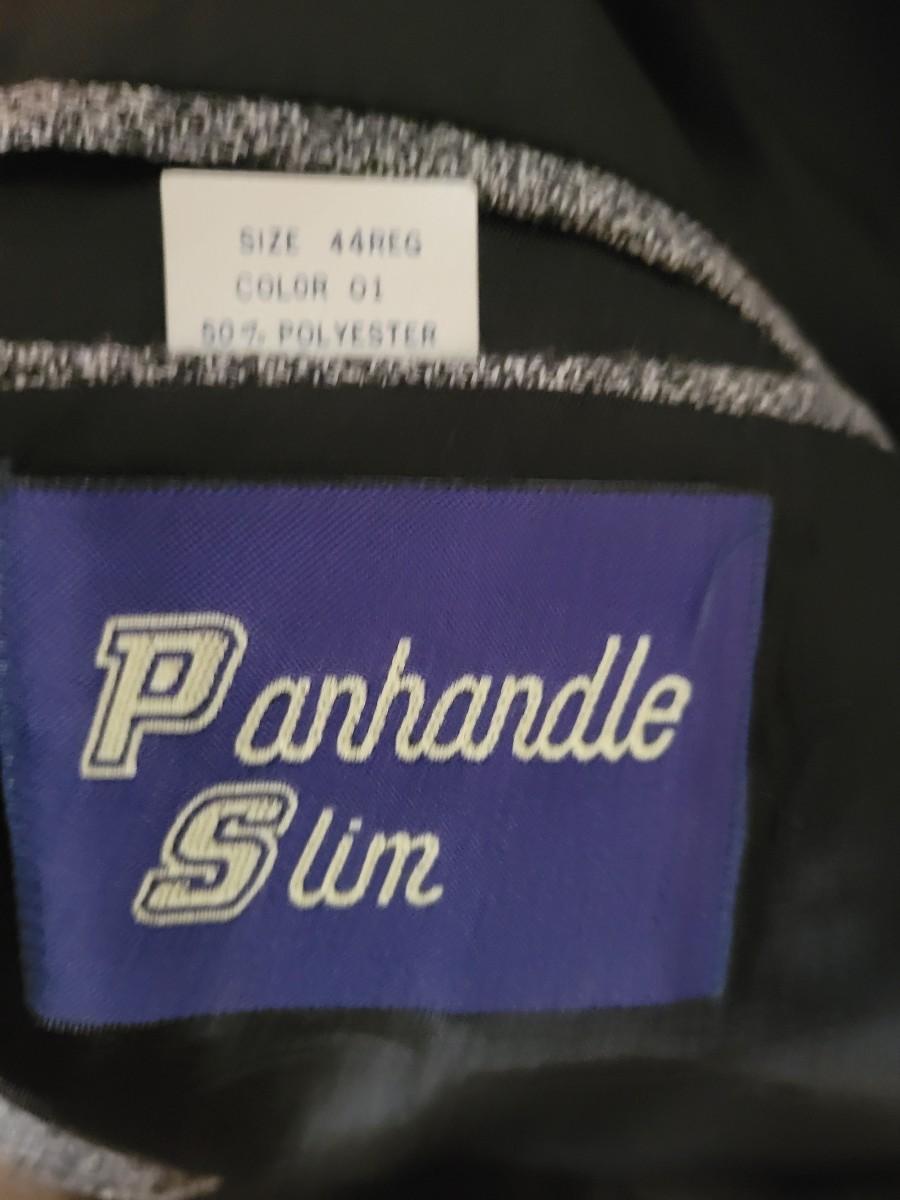 SIZE 44REG
COLOR 01
50% POLYESTER
Panhandle
Slim